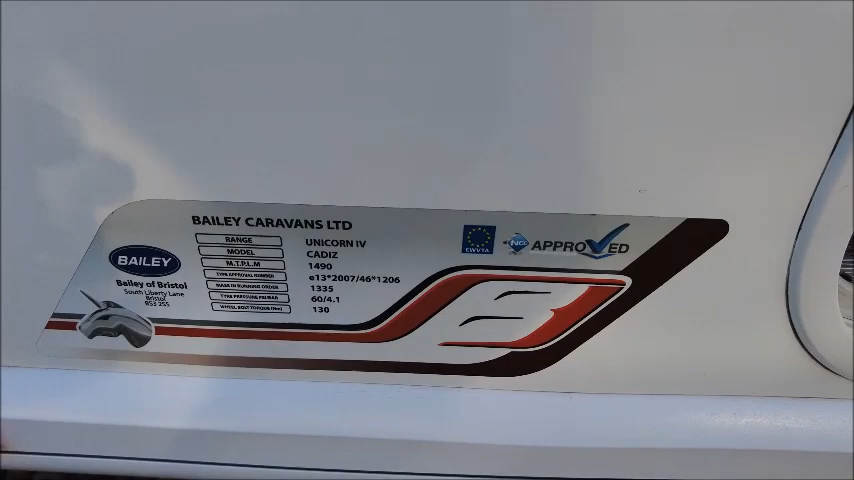 BAILEY CARAVANS LTD
RANGE UNICORN IV
MODEL CADIZ
M.T.P.L.M 1490
TYPE APPROVAL NUMBER e13*2007/46*1206
MASS IN RUNNING ORDER 1335
TYRE PRESSURE PSI/BAR 60/4.1
WHEEL BOLT TORQUE (Nm) 130
BAILEY
Bailey of Bristol
South Liberty Lane
Bristol
BS3 2SS
EWVTA
NCC APPROVED